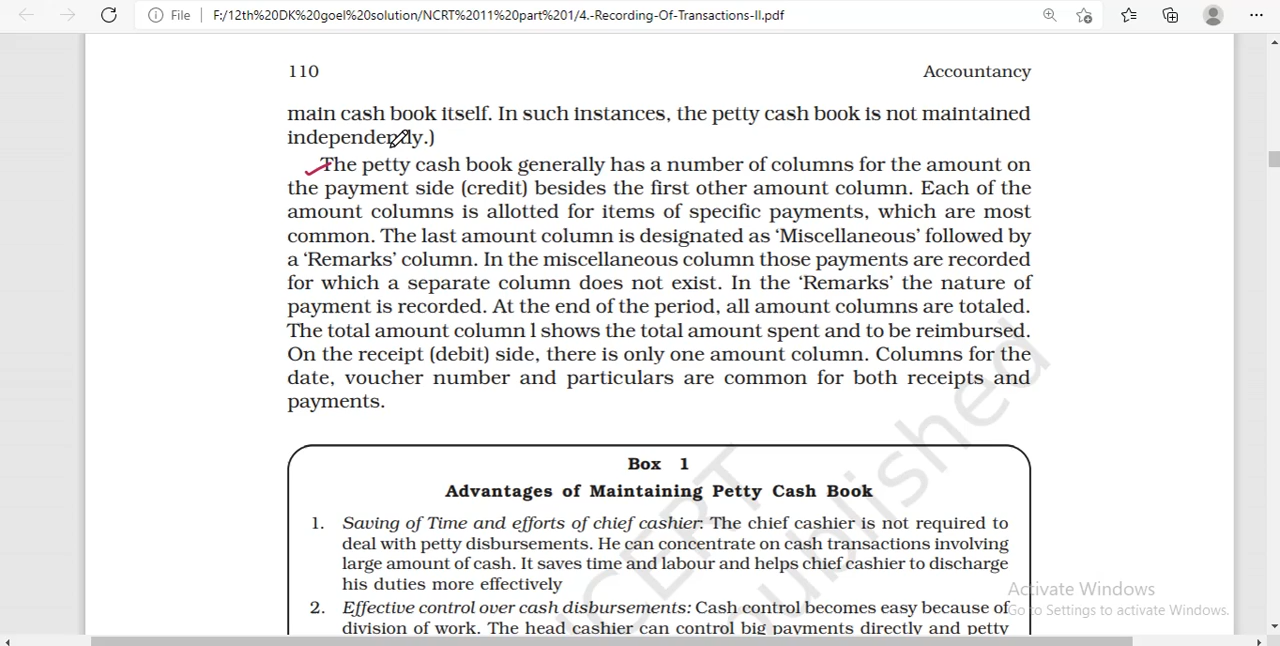 File
F:/12th%20DK%20goel%20solution/NCRT%2011%20part%201/4.-Recording-Of-Transactions-II.pdf
110
Accountancy
main cash book itself. In such instances, the petty cash book is not maintained
independently.)
The petty cash book generally has a number of columns for the amount on
the payment side (credit) besides the first other amount column. Each of the
amount columns is allotted for items of specific payments, which are most
common. The last amount column is designated as ‘Miscellaneous’ followed by
a ‘Remarks’ column. In the miscellaneous column those payments are recorded
for which a separate column does not exist. In the ‘Remarks’ the nature of
payment is recorded. At the end of the period, all amount columns are totaled.
The total amount column l shows the total amount spent and to be reimbursed.
On the receipt (debit) side, there is only one amount column. Columns for the
date, voucher number and particulars are common for both receipts and
payments.
Box 1
Advantages of Maintaining Petty Cash Book
1. Saving of Time and efforts of chief cashier: The chief cashier is not required to
deal with petty disbursements. He can concentrate on cash transactions involving
large amount of cash. It saves time and labour and helps chief cashier to discharge
his duties more effectively
2. Effective control over cash disbursements: Cash control becomes easy because of
division of work. The head cashier can control big payments directly and petty
Activate Windows
Go to Settings to activate Windows.